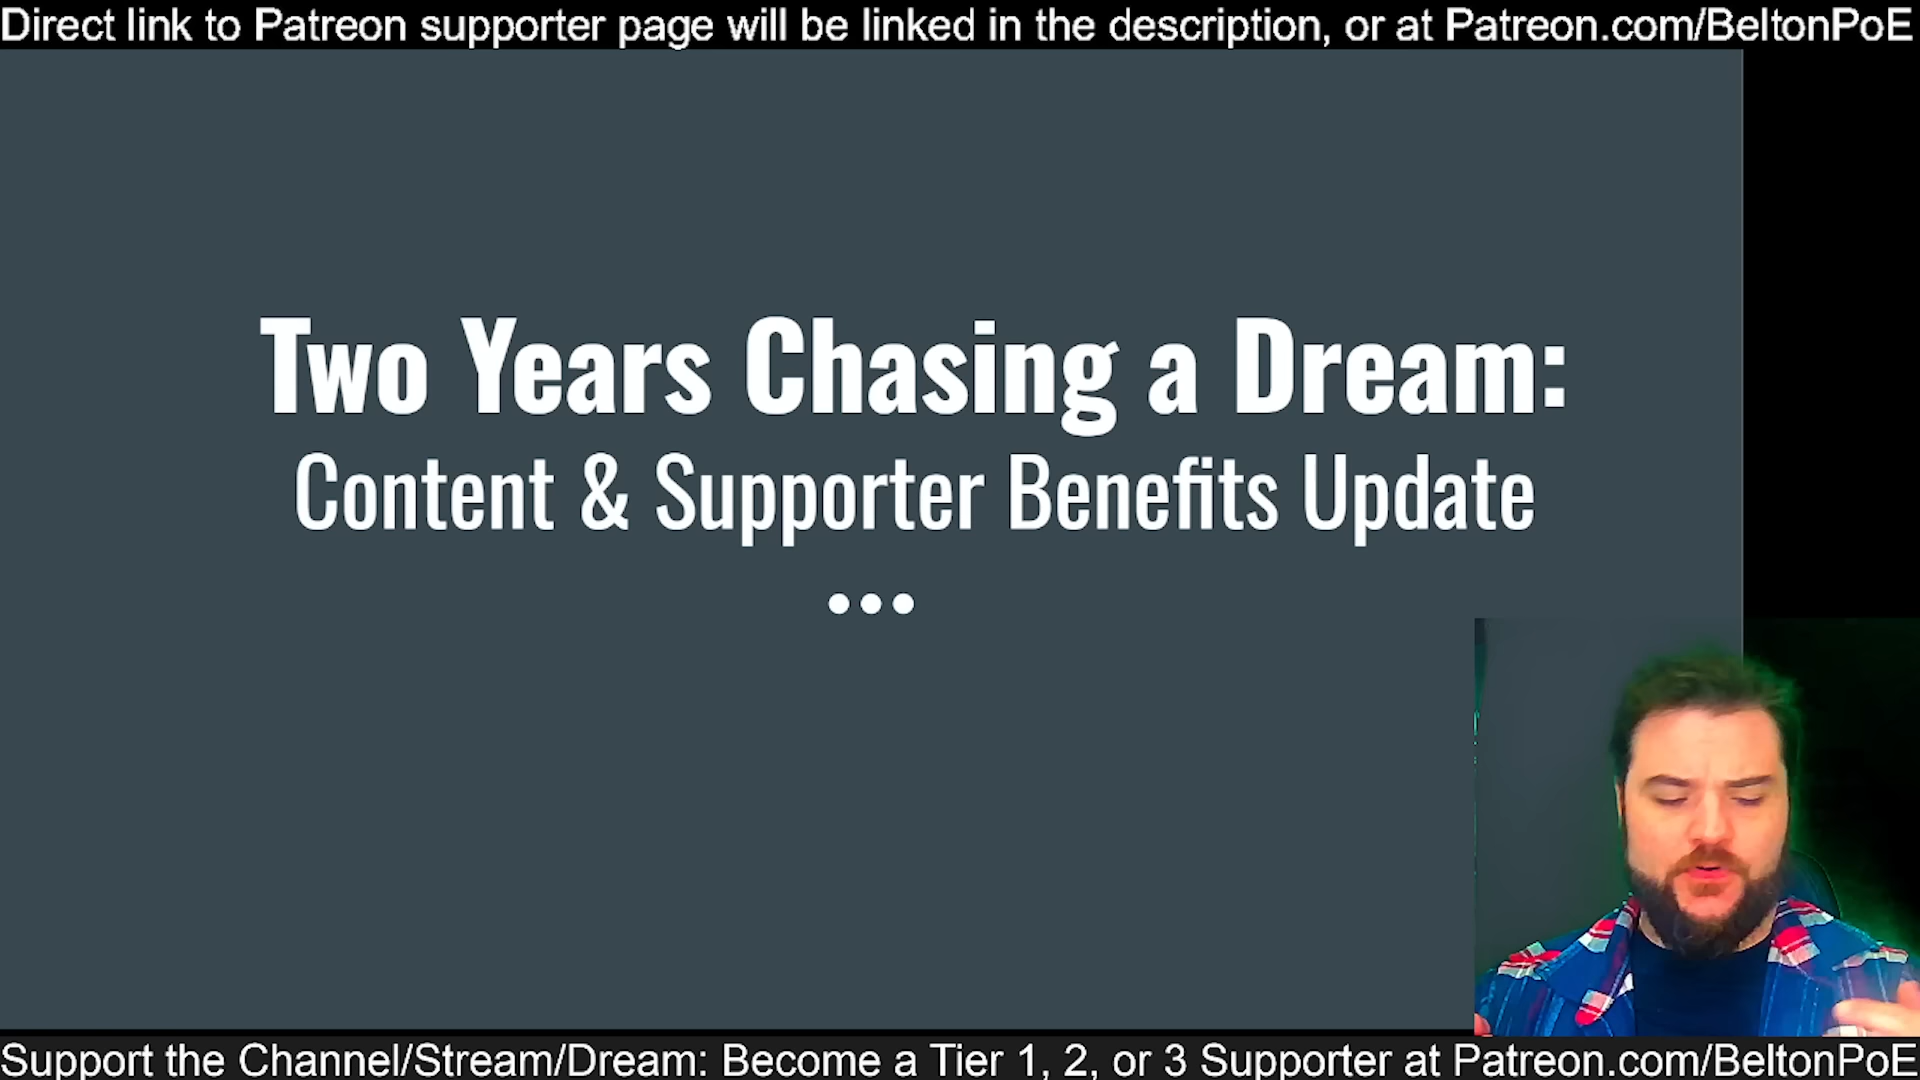 Direct link to Patreon supporter page will be linked in the description, or at Patreon.com/BeltonPoE
Two Years Chasing a Dream:
Content & Supporter Benefits Update
Support the Channel/Stream/Dream: Become a Tier 1, 2, or 3 Supporter at Patreon.com/BeltonPoE